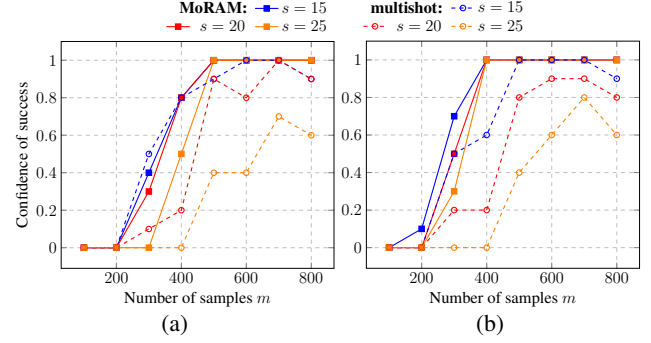 MoRAM: s = 15 multishot: s = 15
s = 20 s = 25 s = 20 s = 25
Confidence of success
1 1
0.8 0.8
0.6 0.6
0.4 0.4
0.2 0.2
0 0
200 400 600 800 200 400 600 800
Number of samples m Number of samples m
(a) (b)